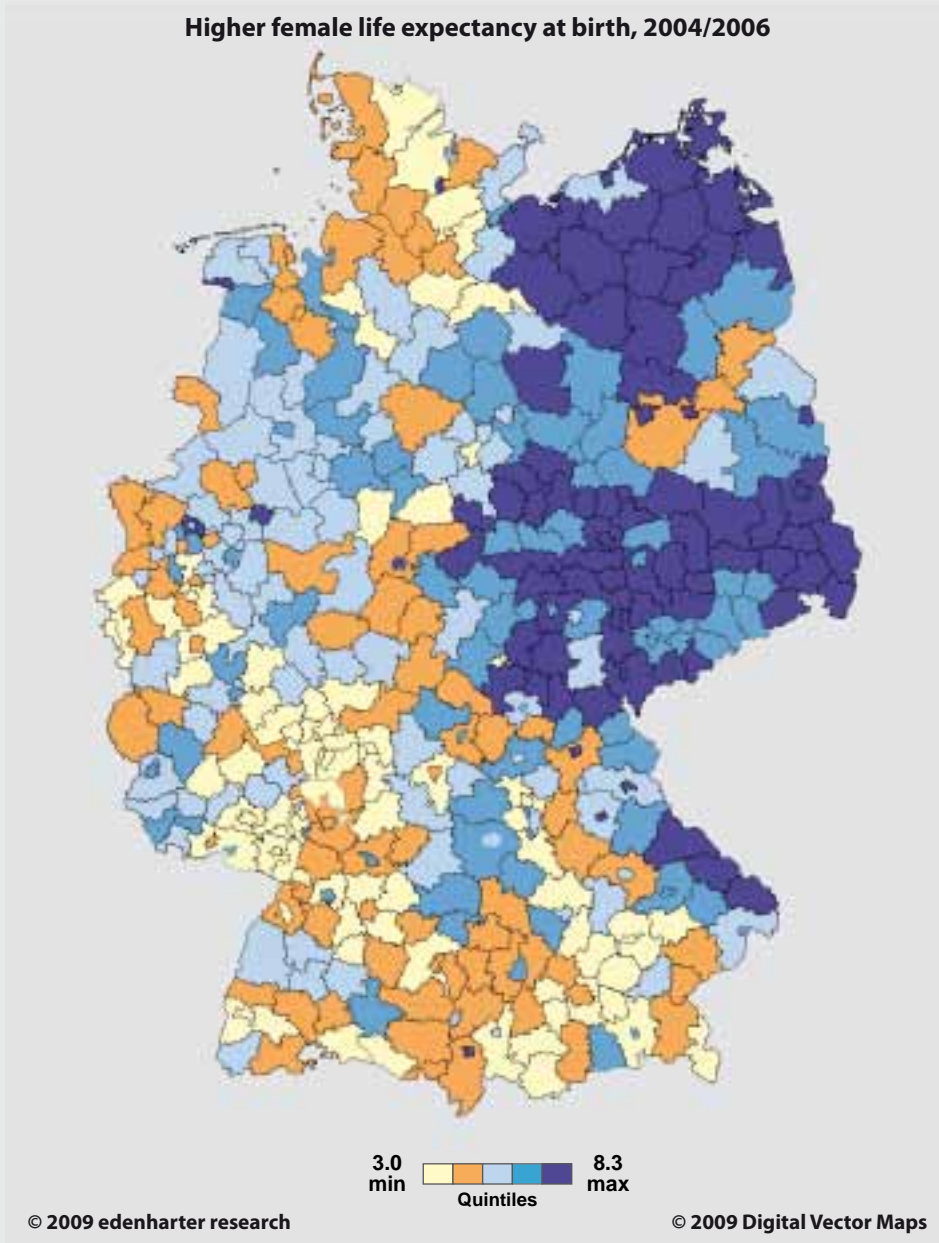 Higher female life expectancy at birth, 2004/2006
3.0
min
8.3
max
Quintiles
© 2009 edenharter research
© 2009 Digital Vector Maps